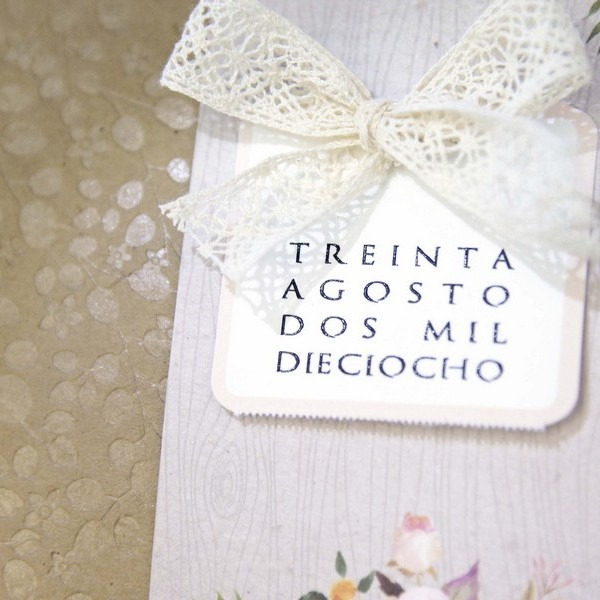 TREINTA
AGOSTO
DOS MIL
DIECIOCHO